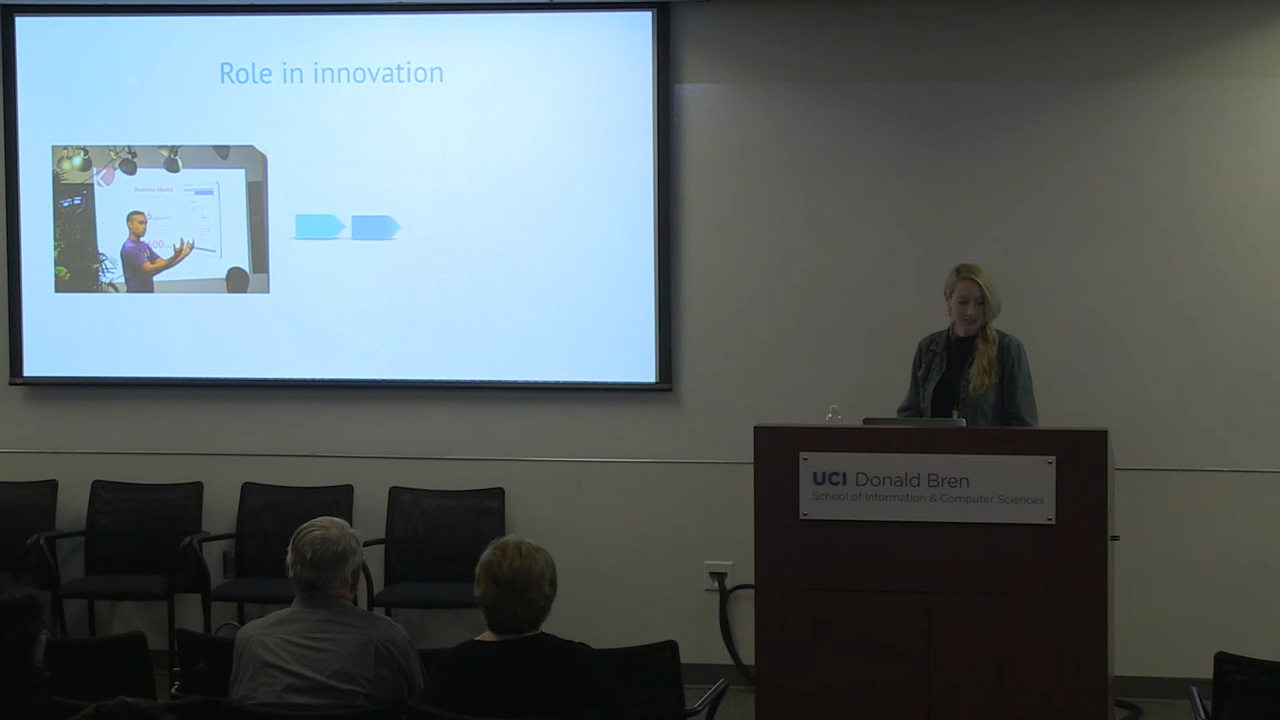 Role in innovation
Business Model
UCI Donald Bren
School of Information & Computer Sciences